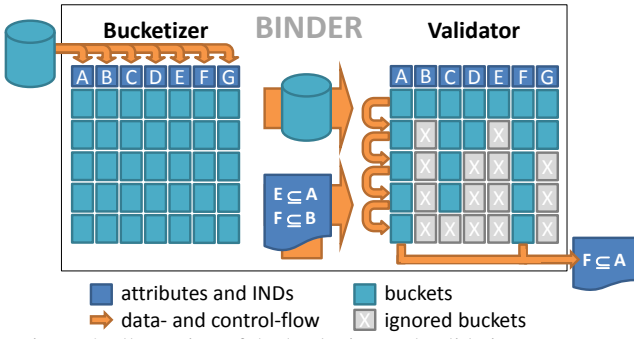 Bucketizer BINDER Validator
A B C D E F G
A B C D E F G
X X
X X X X
X X X X
E ⊆ A
F ⊆ B
X X X X X
F ⊆ A
attributes and INDs
buckets
data- and control-flow
ignored buckets